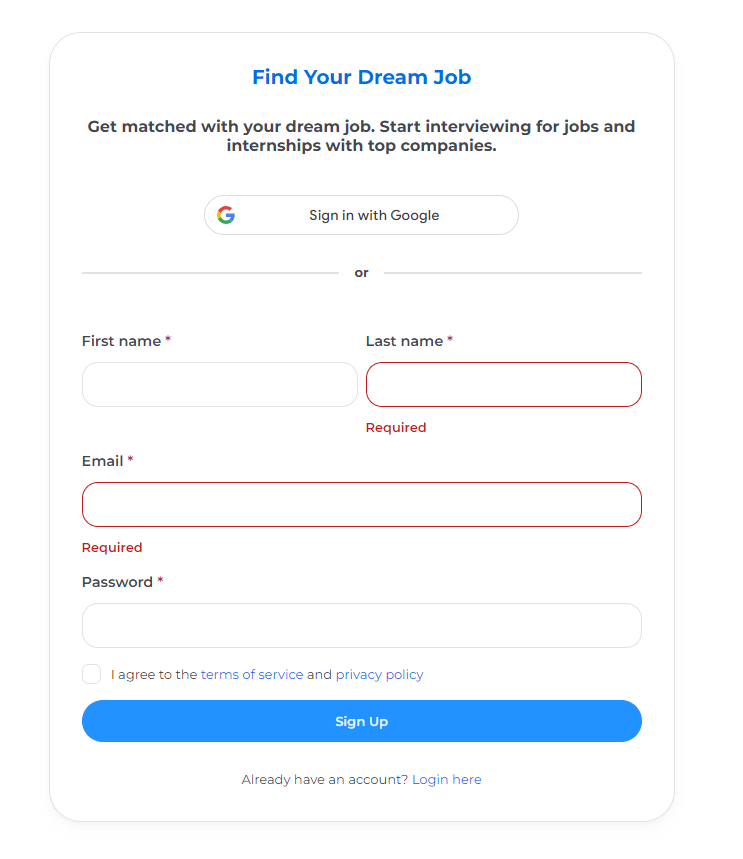 Find Your Dream Job
Get matched with your dream job. Start interviewing for jobs and
internships with top companies.
Sign in with Google
or
First name *
Last name *
Required
Email *
Required
Password *
I agree to the terms of service and privacy policy
Sign Up
Already have an account? Login here